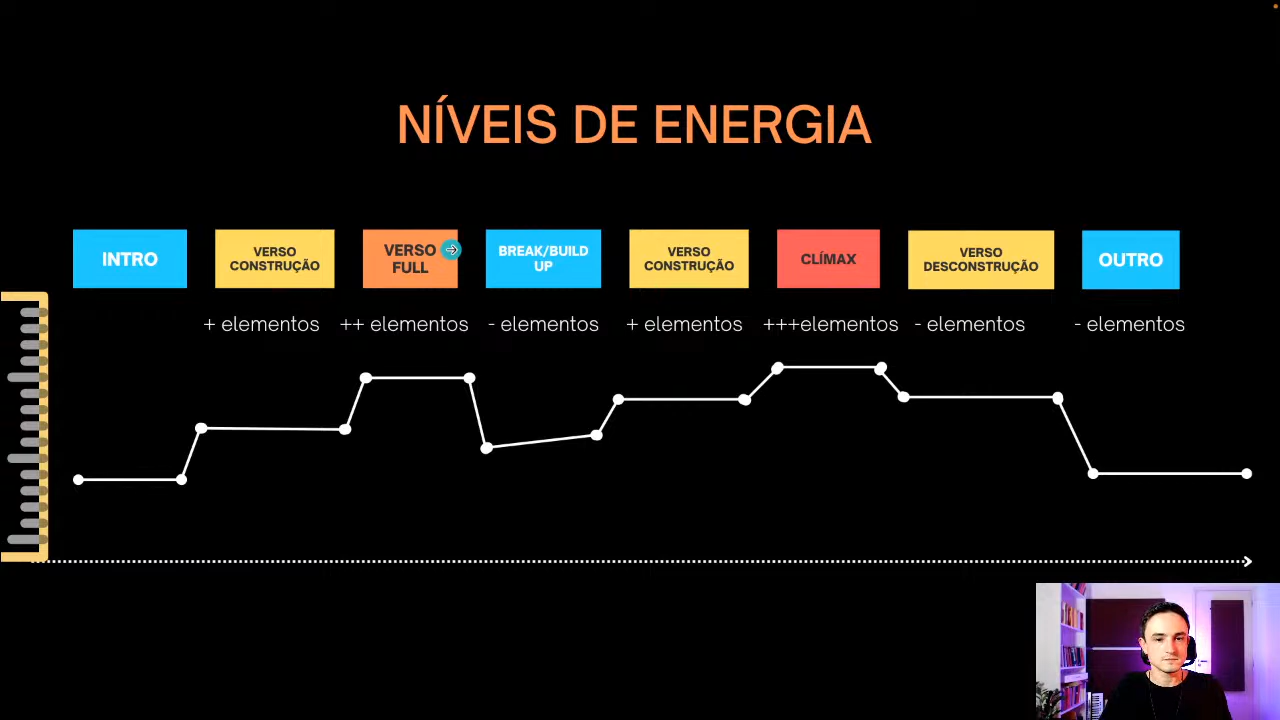 NÍVEIS DE ENERGIA
INTRO
VERSO
CONSTRUÇÃO
VERSO
FULL
BREAK/BUILD
UP
VERSO
CONSTRUÇÃO
CLÍMAX
VERSO
DESCONSTRUÇÃO
OUTRO
+ elementos
++ elementos
- elementos
+ elementos
+++elementos
- elementos
- elementos